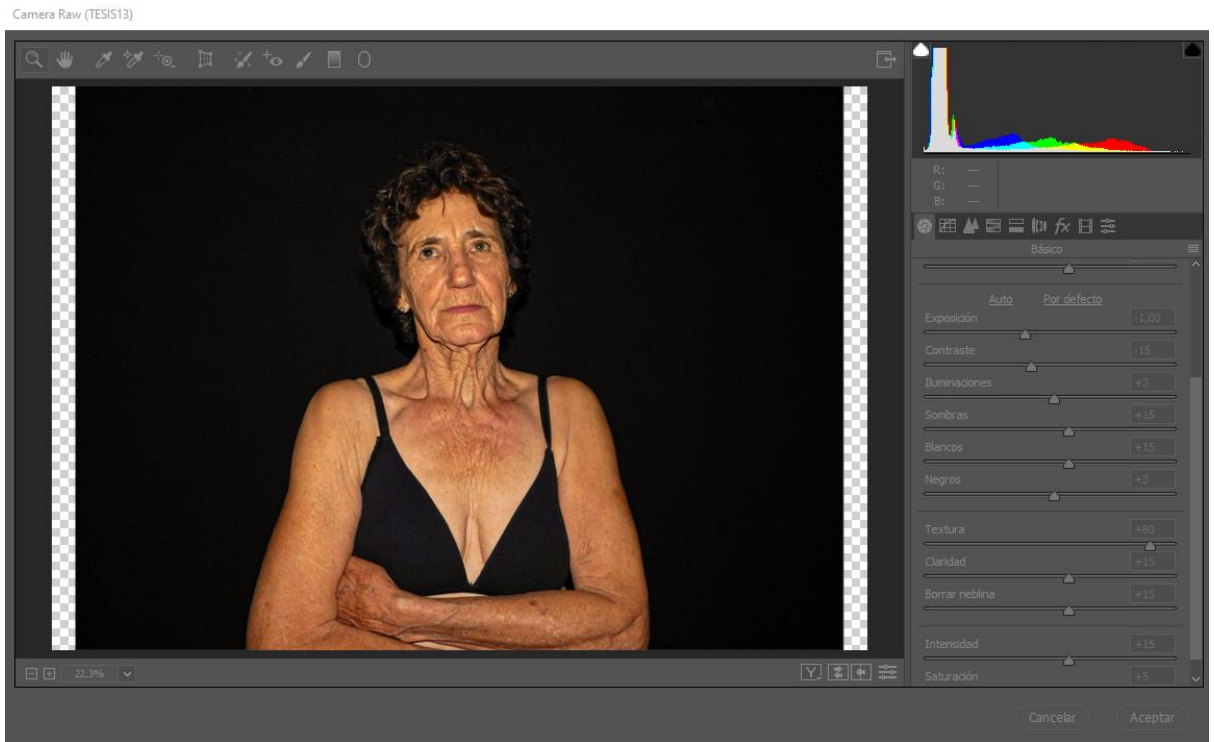 Camera Raw (TESIS13)
R: ---
G: ---
B: ---
fx
Básico
Auto Por defecto
Exposición -1,00
Contraste -15
Iluminaciones +3
Sombras +15
Blancos +15
Negros +3
Textura +80
Claridad +15
Borrar neblina +15
Intensidad +15
Saturación +5
22,3%
Y
Cancelar Aceptar